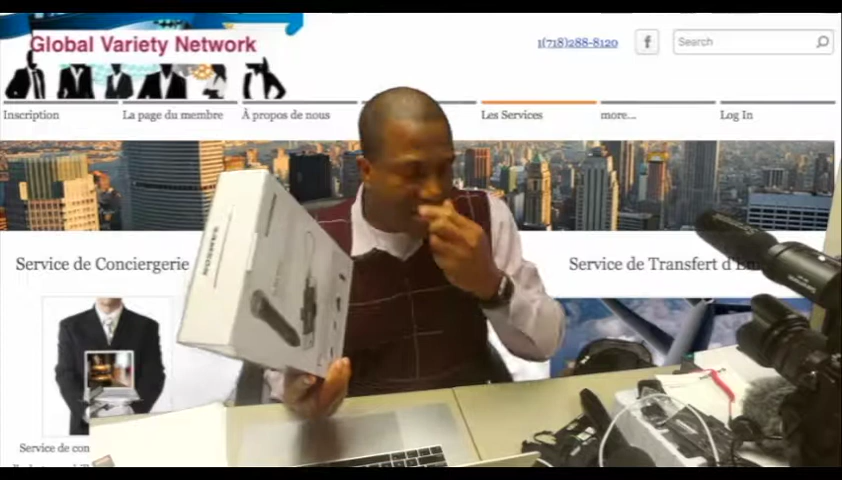 Global Variety Network
1(718)288-8120
f
Search
Inscription
La page du membre
À propos de nous
Les Services
more...
Log In
SAMSON
Service de Conciergerie
Service de Transfert
Service de con